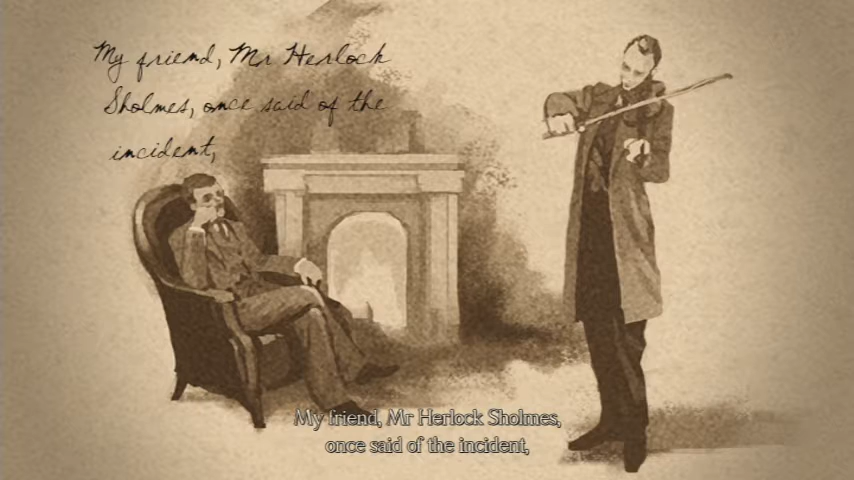 My friend, Mr Herlock
Sholmes, once said of the
incident,
My friend, Mr Herlock Sholmes,
once said of the incident,